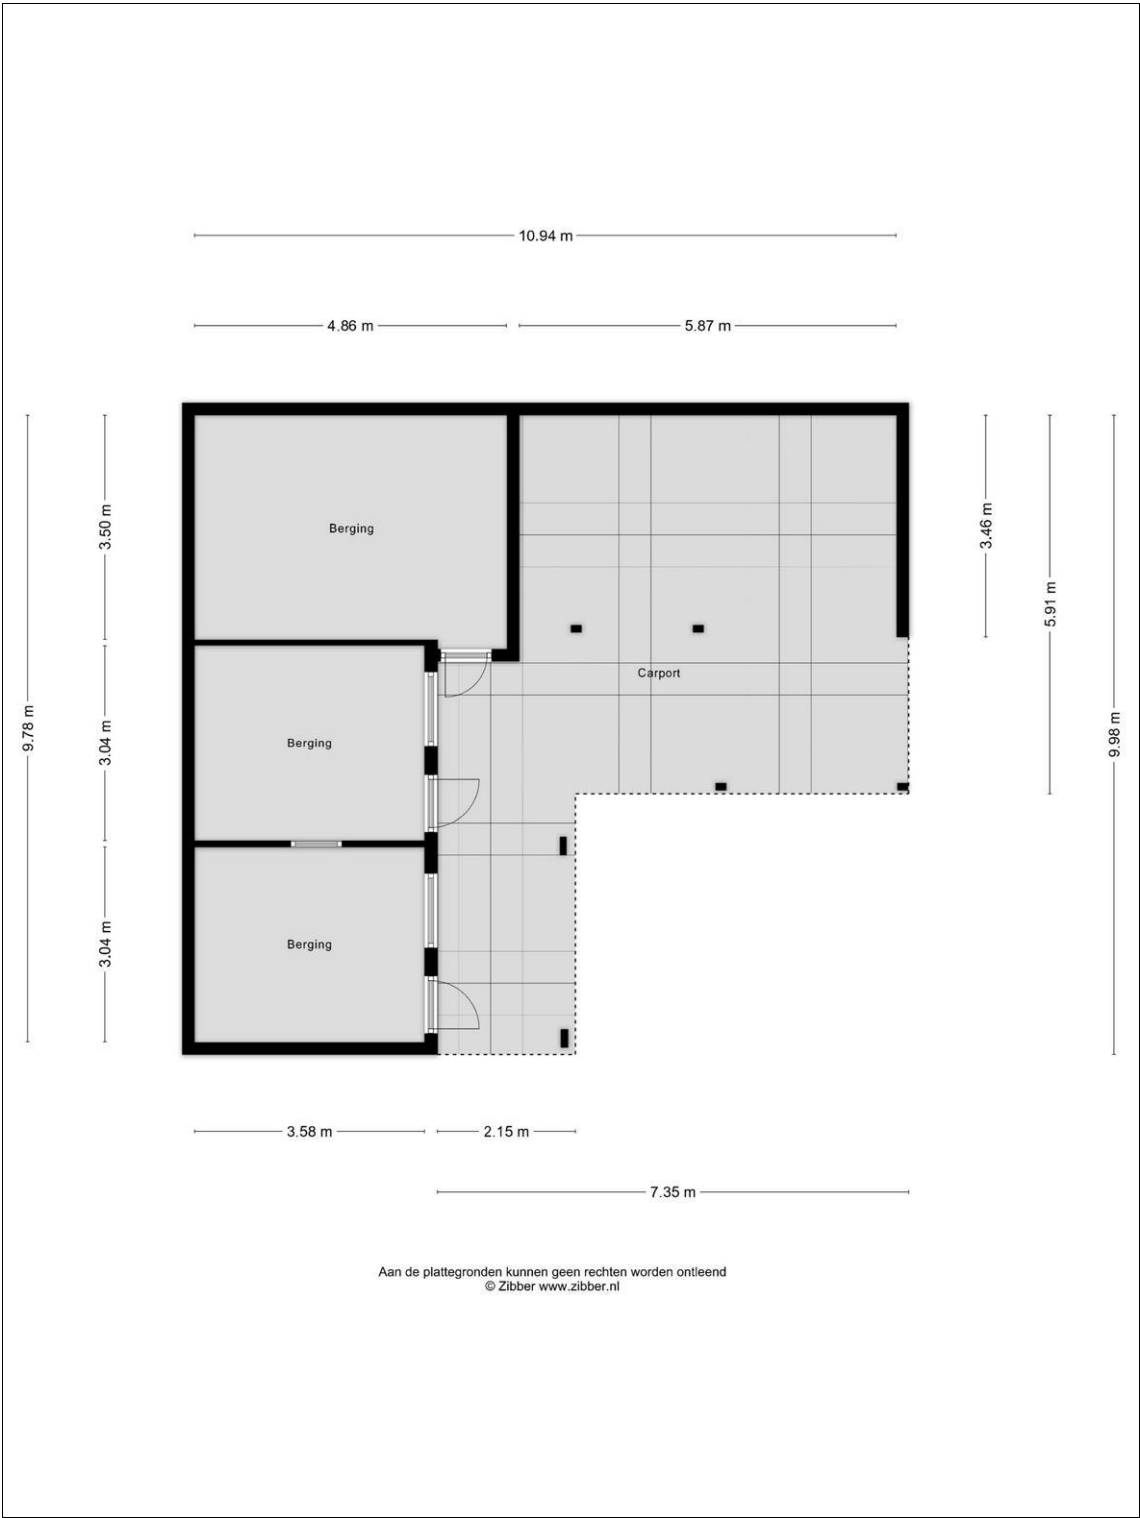 10.94 m
4.86 m
5.87 m
3.50 m
3.46 m
Berging
5.91 m
Carport
9.78 m
3.04 m
Berging
9.98 m
3.04 m
Berging
3.58 m
2.15 m
7.35 m
Aan de plattegronden kunnen geen rechten worden ontleend
© Zibber www.zibber.nl